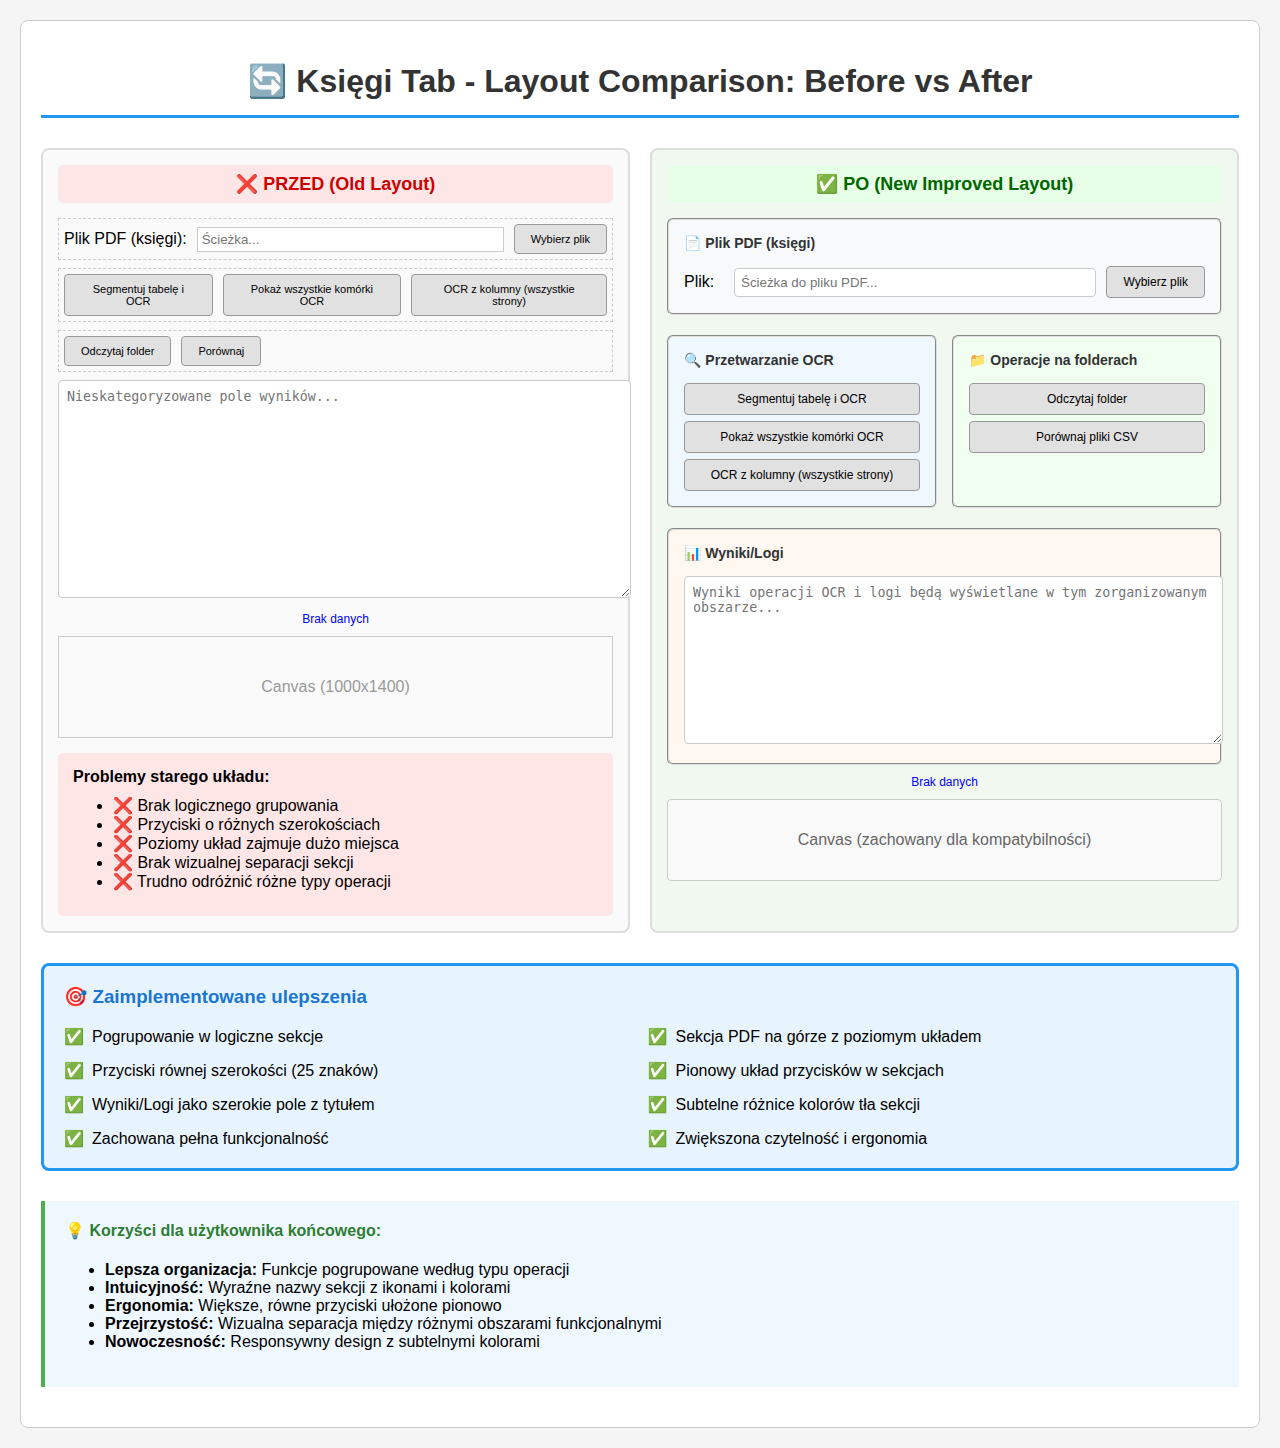 🔄 Księgi Tab - Layout Comparison: Before vs After
❌ PRZED (Old Layout)
Plik PDF (księgi):
Ścieżka...
Wybierz plik
Segmentuj tabelę i
OCR
Pokaż wszystkie komórki
OCR
OCR z kolumny (wszystkie
strony)
Odczytaj folder
Porównaj
Nieskategoryzowane pole wyników...
Brak danych
Canvas (1000x1400)
Problemy starego układu:
• ❌ Brak logicznego grupowania
• ❌ Przyciski o różnych szerokościach
• ❌ Poziomy układ zajmuje dużo miejsca
• ❌ Brak wizualnej separacji sekcji
• ❌ Trudno odróżnić różne typy operacji
✅ PO (New Improved Layout)
📄 Plik PDF (księgi)
Plik:
Ścieżka do pliku PDF...
Wybierz plik
🔍 Przetwarzanie OCR
Segmentuj tabelę i OCR
Pokaż wszystkie komórki OCR
OCR z kolumny (wszystkie strony)
📁 Operacje na folderach
Odczytaj folder
Porównaj pliki CSV
📊 Wyniki/Logi
Wyniki operacji OCR i logi będą wyświetlane w tym zorganizowanym
obszarze...
Brak danych
Canvas (zachowany dla kompatybilności)
🎯 Zaimplementowane ulepszenia
✅ Pogrupowanie w logiczne sekcje
✅ Sekcja PDF na górze z poziomym układem
✅ Przyciski równej szerokości (25 znaków)
✅ Pionowy układ przycisków w sekcjach
✅ Wyniki/Logi jako szerokie pole z tytułem
✅ Subtelne różnice kolorów tła sekcji
✅ Zachowana pełna funkcjonalność
✅ Zwiększona czytelność i ergonomia
💡 Korzyści dla użytkownika końcowego:
• Lepsza organizacja: Funkcje pogrupowane według typu operacji
• Intuicyjność: Wyraźne nazwy sekcji z ikonami i kolorami
• Ergonomia: Większe, równe przyciski ułożone pionowo
• Przejrzystość: Wizualna separacja między różnymi obszarami funkcjonalnymi
• Nowoczesność: Responsywny design z subtelnymi kolorami